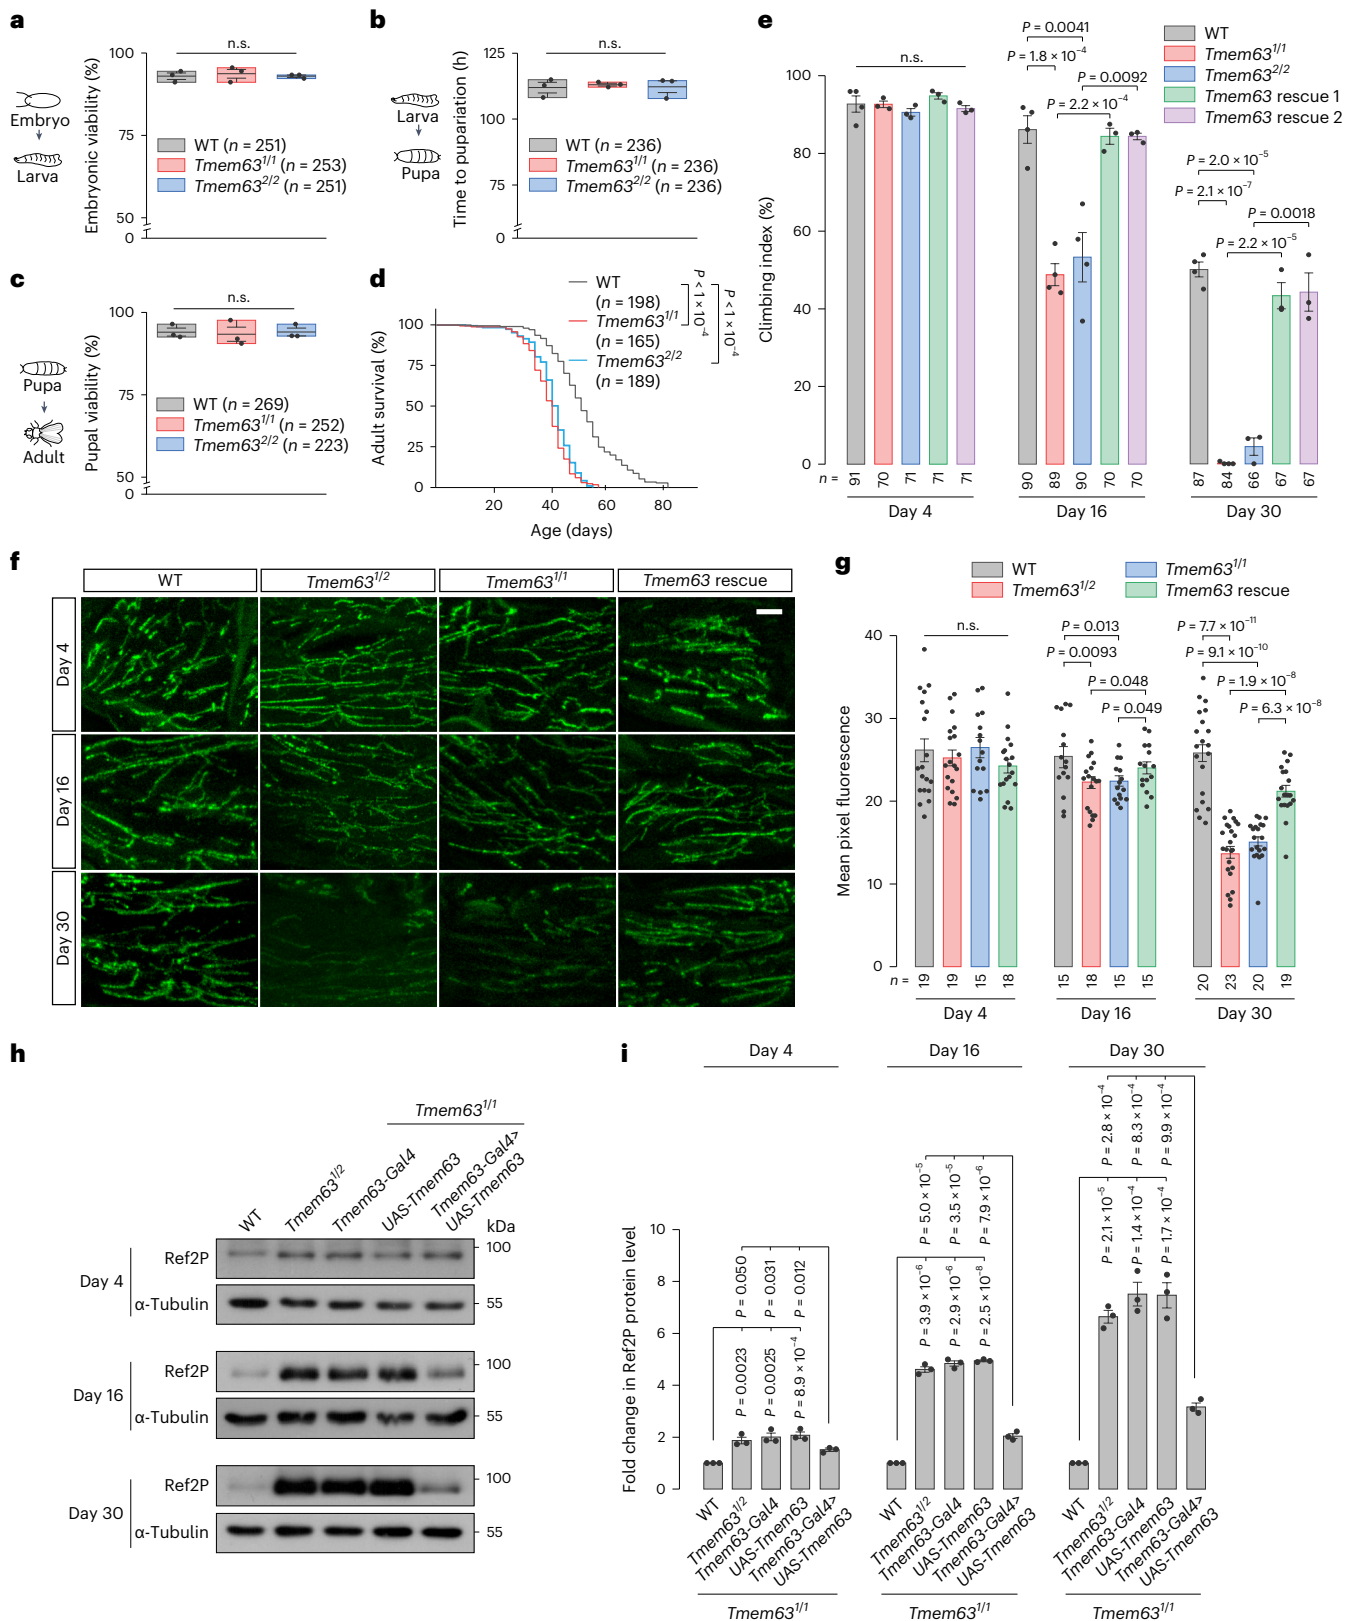 a
n.s.
100
75
50
0
Embryonic viability (%)
Embryo
Larva
WT (n = 251)
Tmem63^1/1 (n = 253)
Tmem63^2/2 (n = 251)
b
n.s.
125
100
75
0
Time to pupariation (h)
Larva
Pupa
WT (n = 236)
Tmem63^1/1 (n = 236)
Tmem63^2/2 (n = 236)
c
n.s.
100
75
50
0
Pupal viability (%)
Pupa
Adult
WT (n = 269)
Tmem63^1/1 (n = 252)
Tmem63^2/2 (n = 223)
d
WT
(n = 198)
Tmem63^1/1
(n = 165)
Tmem63^2/2
(n = 189)
P < 1 × 10^−4
P < 1 × 10^−4
100
75
50
25
0
Adult survival (%)
20 40 60 80
Age (days)
e
WT
Tmem63^1/1
Tmem63^2/2
Tmem63 rescue 1
Tmem63 rescue 2
n.s.
P = 0.0041
P = 1.8 × 10^−4
P = 0.0092
P = 2.2 × 10^−4
P = 2.0 × 10^−5
P = 2.1 × 10^−7
P = 0.0018
P = 2.2 × 10^−5
100
80
60
40
20
0
Climbing index (%)
n = 91 70 71 71 71 90 89 90 70 70 87 84 66 67 67
Day 4 Day 16 Day 30
f
WT Tmem63^1/2 Tmem63^1/1 Tmem63 rescue
Day 4
Day 16
Day 30
g
WT
Tmem63^1/2
Tmem63^1/1
Tmem63 rescue
n.s.
P = 0.013
P = 0.0093
P = 0.048
P = 0.049
P = 7.7 × 10^−11
P = 9.1 × 10^−10
P = 1.9 × 10^−8
P = 6.3 × 10^−8
40
30
20
10
0
Mean pixel fluorescence
n = 19 19 15 18 15 18 15 15 20 23 20 19
Day 4 Day 16 Day 30
h
Tmem63^1/1
WT
Tmem63^1/2
Tmem63-Gal4
UAS-Tmem63
Tmem63-Gal4>
UAS-Tmem63
kDa
Day 4
Ref2P 100
α-Tubulin 55
Day 16
Ref2P 100
α-Tubulin 55
Day 30
Ref2P 100
α-Tubulin 55
i
Day 4 Day 16 Day 30
P = 0.050
P = 0.031
P = 0.012
P = 0.0023
P = 0.0025
P = 8.9 × 10^−4
P = 5.0 × 10^−5
P = 3.5 × 10^−5
P = 7.9 × 10^−6
P = 3.9 × 10^−6
P = 2.9 × 10^−6
P = 2.5 × 10^−8
P = 2.8 × 10^−4
P = 8.3 × 10^−4
P = 9.9 × 10^−4
P = 2.1 × 10^−5
P = 1.4 × 10^−4
P = 1.7 × 10^−4
10
8
6
4
2
0
Fold change in Ref2P protein level
WT
Tmem63^1/2
Tmem63-Gal4
UAS-Tmem63
Tmem63-Gal4>
UAS-Tmem63
Tmem63^1/1
WT
Tmem63^1/2
Tmem63-Gal4
UAS-Tmem63
Tmem63-Gal4>
UAS-Tmem63
Tmem63^1/1
WT
Tmem63^1/2
Tmem63-Gal4
UAS-Tmem63
Tmem63-Gal4>
UAS-Tmem63
Tmem63^1/1